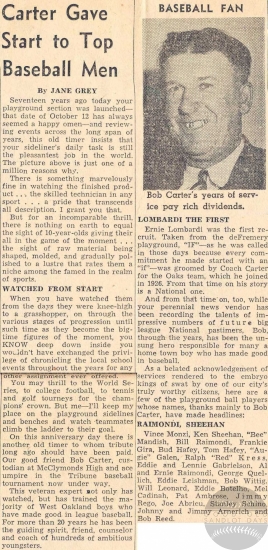 Carter Gave
Start to Top
Baseball Men
By JANE GREY
Seventeen years ago today your
playground section was launched—
that date of October 12 has always
seemed a happy omen—and review-
ing events across the long span of
years, this old timer insists that
your sideliner's daily task is still
the pleasantest job in the world.
The picture above is just one of a
million reasons why.
There is something marvelously
fine in watching the finished prod-
uct . . . the skilled technician in any
sport . . . a pride that transcends
all description. I grant you that.
But for an incomparable thrill,
there is nothing on earth to equal
the sight of 10-year-olds giving their
all in the game of the moment . . .
the sight of raw material being
shaped, molded, and gradually pol-
ished to a luster that rates them a
niche among the famed in the realm
of sports.
WATCHED FROM START
When you have watched them
from the days they were knee-high
to a grasshopper, on through the
various stages of progression until
such time as they become the big-
time figures of the moment, you
KNOW deep down inside you
wouldn't have exchanged the privi-
lege of chronicling the local school
events throughout the years for any
other assignment ever offered.
You may thrill to the World Se-
ries, to college football, to tennis
and golf tourneys for the cham-
pions' crown. But me—I'll keep my
place on the playground sidelines
and benches and watch teammates
climb the ladder to their goal.
On this anniversary day there is
another old timer to whom tribute
long ago should have been paid.
Our good friend Bob Carter, cus-
todian at McClymonds High and ace
umpire in the Tribune baseball
tournament now under way.
This veteran expert not only has
watched, but has trained the ma-
jority of West Oakland boys who
have made good in league baseball.
For more than 20 years he has been
the guiding spirit, friend, counselor
and coach of hundreds of ambitious
youngsters.
BASEBALL FAN
Bob Carter's years of serv-
ice pay rich dividends.
LOMBARDI THE FIRST
Ernie Lombardi was the first re-
cruit. Taken from the deFremery
playground, "IF"—as he was called
in those days because every com-
mitment he made started with an
"if"—was groomed by Coach Carter
for the Oaks team, which he joined
in 1926. From that time on his story
is a National one.
And from that time on, too, whilst
your perennial news vendor has
been recording the talents of im-
pressive numbers of future big
league National pastimers, Bob,
through the years, has been the un-
sung hero responsible for many a
home town boy who has made good
in baseball.
As a belated acknowledgement of
services rendered to the embryo
kings of swat by one of our city's
truly worthy citizens, here are a
few of the playground ball players
whose names, thanks mainly to Bob
Carter, have made headlines:
RAIMONDI, SHEEHAN
Vince Monzi, Ken Sheehan, "Bec"
Mandish, Bill Raimondi, Frankie
Gira, Bud Hafey, Tom Hafey, "Au-
gie" Galen, Ralph "Red" Kress,
Eddie and Lennie Gabrielson, Al
and Ernie Raimondi, George Quel-
lich, Eddie Leishman, Bob Witting,
Will Leonard, Eddie
Cudinah, Pat Ambrose,
Bego, Joe Abreu, Stanley
Johnny and Jimmy Arnerich and
Bob Reed.